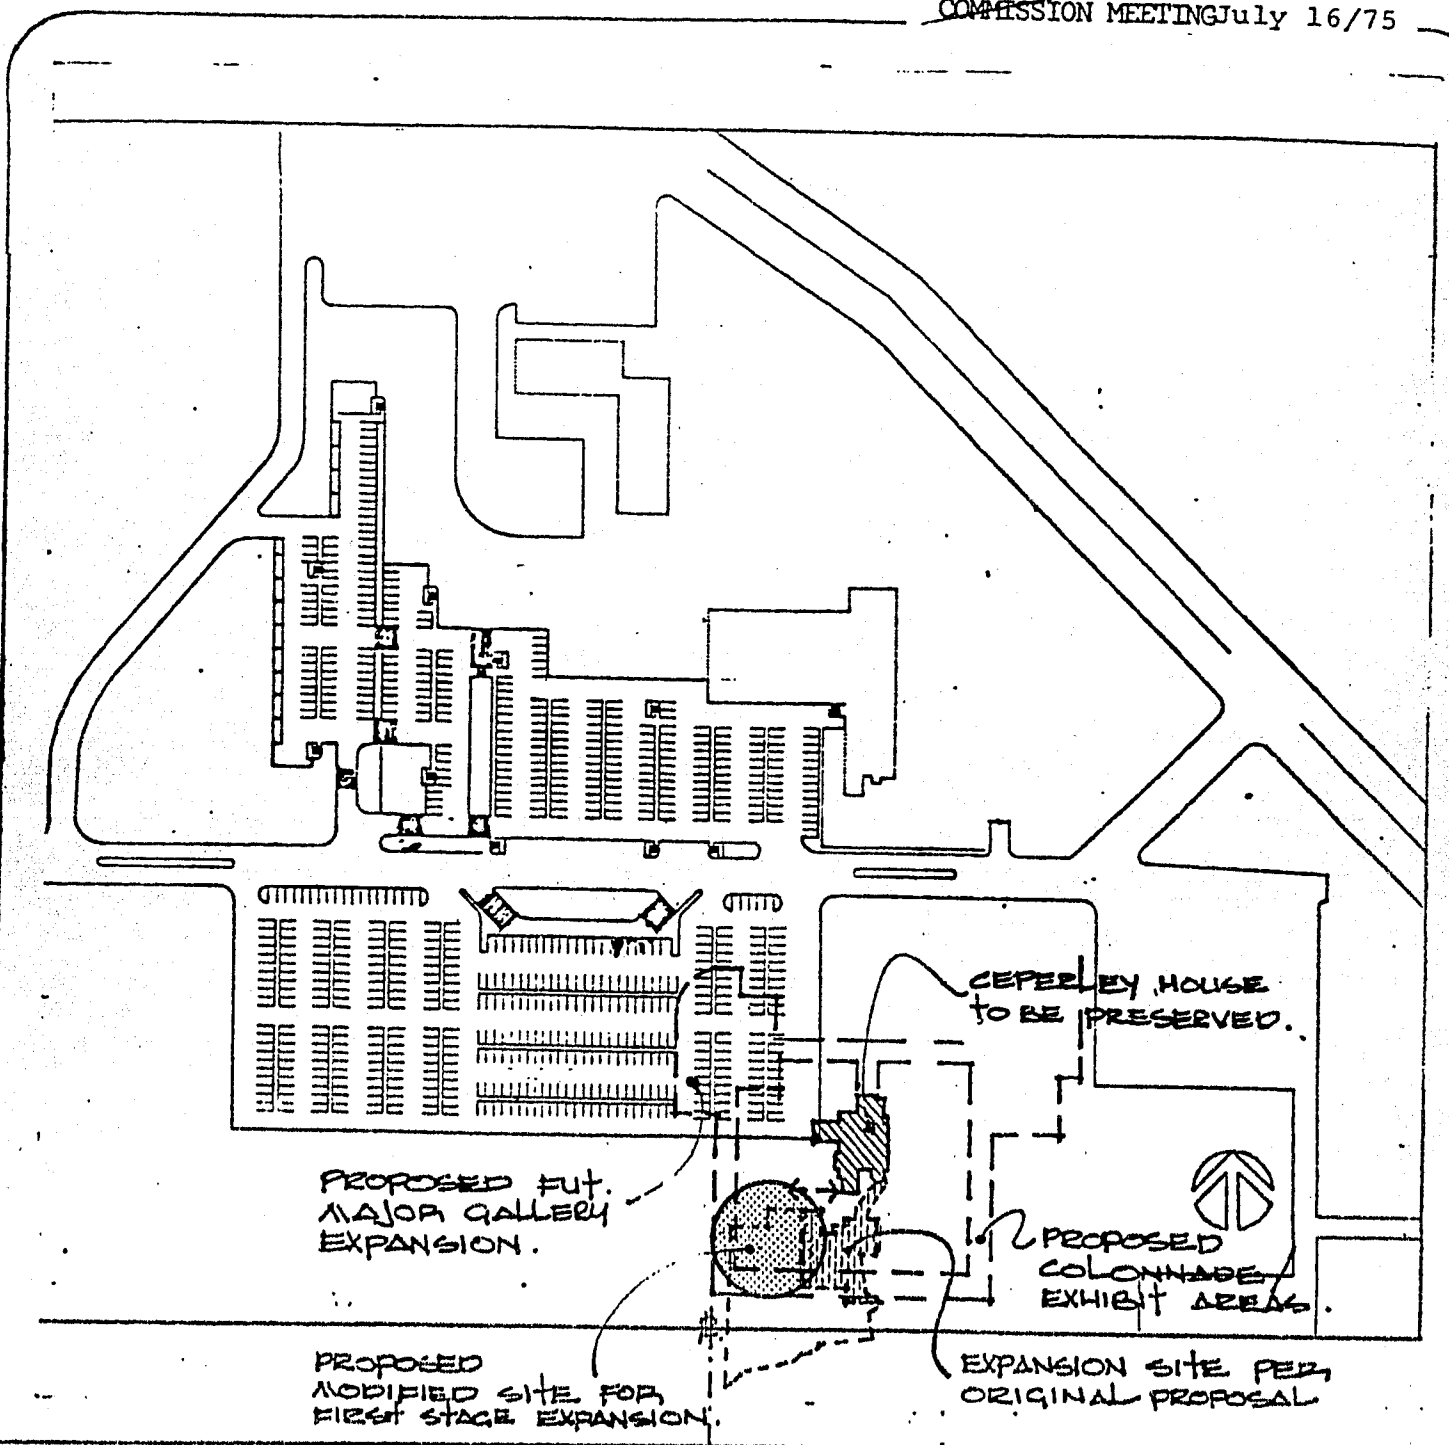 COMMISSION MEETINGJuly 16/75
CEPERLEY HOUSE
TO BE PRESERVED.
PROPOSED FUT.
MAJOR GALLERY
EXPANSION.
PROPOSED
COLONNADE
EXHIBIT AREAS.
PROPOSED
MODIFIED SITE FOR
FIRST STAGE EXPANSION.
EXPANSION SITE PER
ORIGINAL PROPOSAL